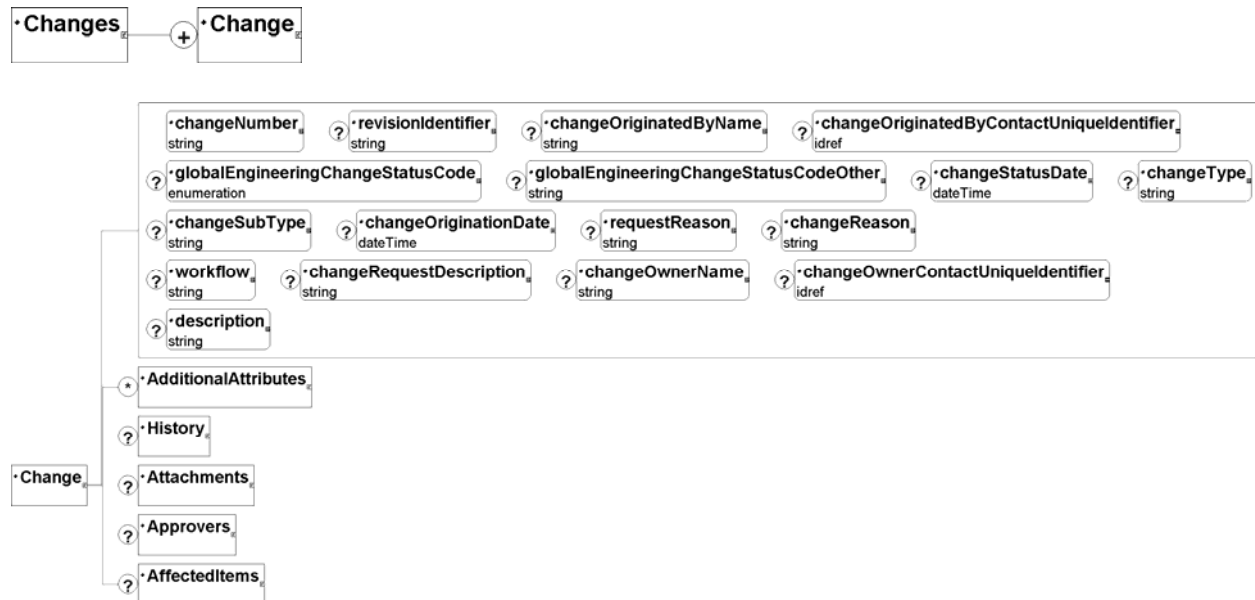 Changes + Change
changeNumber ? revisionIdentifier ? changeOriginatedByName ? changeOriginatedByContactUniqueIdentifier
string string string idref
? globalEngineeringChangeStatusCode ? globalEngineeringChangeStatusCodeOther ? changeStatusDate ? changeType
enumeration string dateTime string
? changeSubType ? changeOriginationDate ? requestReason ? changeReason
string dateTime string string
? workflow ? changeRequestDescription ? changeOwnerName ? changeOwnerContactUniqueIdentifier
string string string idref
? description
string
* AdditionalAttributes
? History
Change ? Attachments
? Approvers
? AffectedItems